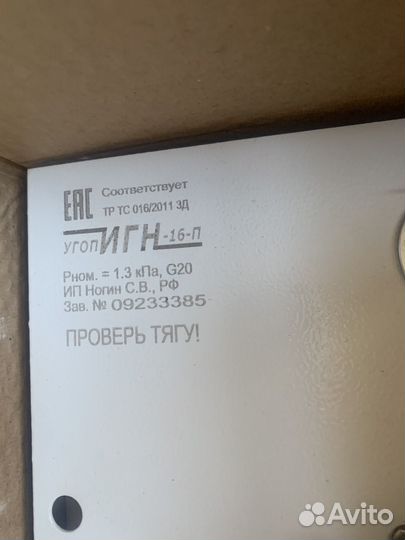 EAC Соответствует
ТР ТС 016/2011 3Д
УГОП ИГН-16-П
Рном. = 1.3 кПа, G20
ИП Ногин С.В., РФ
Зав. № 09233385
ПРОВЕРЬ ТЯГУ!
Avito